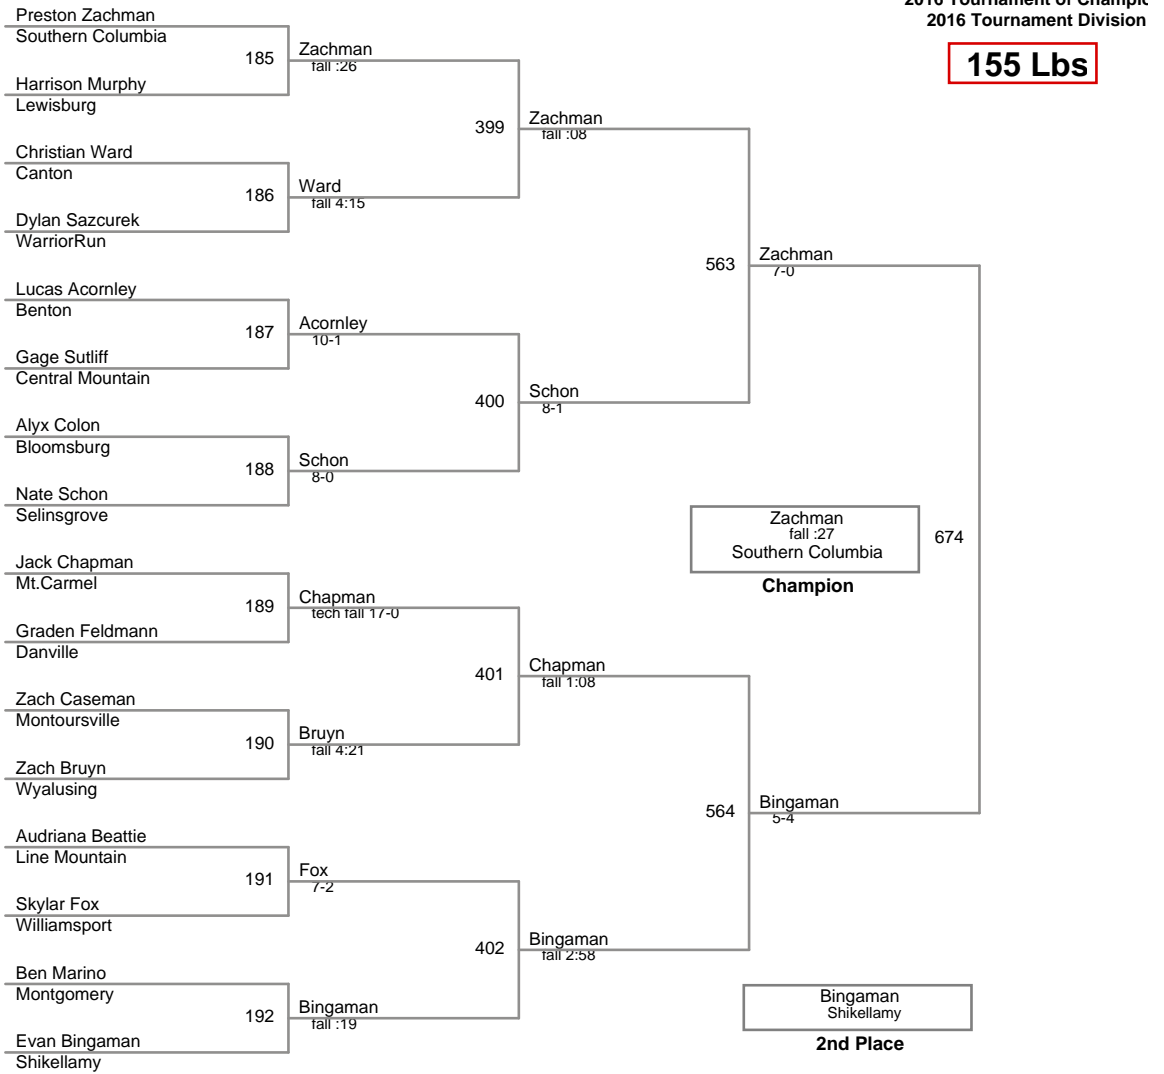 2016 Tournament of Champio
2016 Tournament Division
155 Lbs
Preston Zachman
Southern Columbia
185
Harrison Murphy
Lewisburg
Zachman
fall :26
Christian Ward
Canton
186
Dylan Sazcurek
WarriorRun
Ward
fall 4:15
399
Zachman
fall :08
Lucas Acornley
Benton
187
Gage Sutliff
Central Mountain
Acornley
10-1
Alyx Colon
Bloomsburg
188
Nate Schon
Selinsgrove
Schon
8-0
400
Schon
8-1
563
Zachman
7-0
Jack Chapman
Mt.Carmel
189
Graden Feldmann
Danville
Chapman
tech fall 17-0
Zach Caseman
Montoursville
190
Zach Bruyn
Wyalusing
Bruyn
fall 4:21
401
Chapman
fall 1:08
Audriana Beattie
Line Mountain
191
Skylar Fox
Williamsport
Fox
7-2
Ben Marino
Montgomery
192
Evan Bingaman
Shikellamy
Bingaman
fall :19
402
Bingaman
fall 2:58
564
Bingaman
5-4
674
Zachman
fall :27
Southern Columbia
Champion
Bingaman
Shikellamy
2nd Place